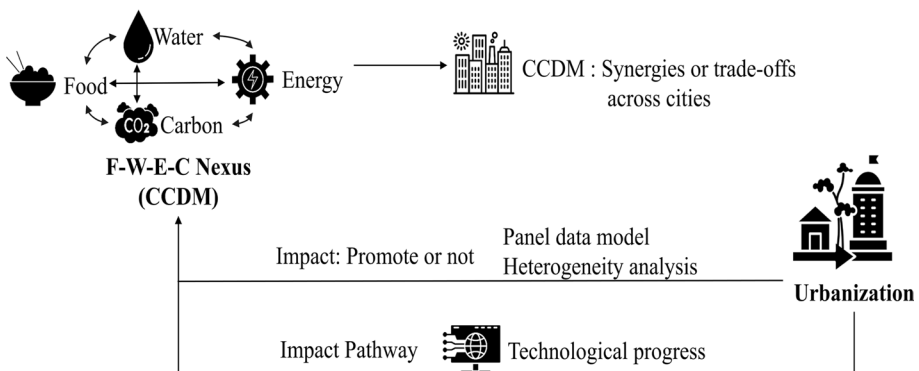 Water
Food
Energy
CO2
Carbon
F-W-E-C Nexus
(CCDM)
CCDM : Synergies or trade-offs
across cities
Impact: Promote or not
Panel data model
Heterogeneity analysis
Urbanization
Impact Pathway
Technological progress